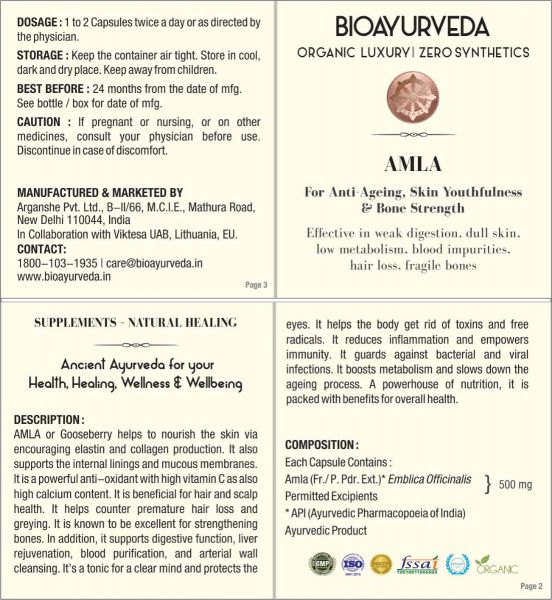 DOSAGE : 1 to 2 Capsules twice a day or as directed by
the physician.
STORAGE : Keep the container air tight. Store in cool,
dark and dry place. Keep away from children.
BEST BEFORE : 24 months from the date of mfg.
See bottle / box for date of mfg.
CAUTION : If pregnant or nursing, or on other
medicines, consult your physician before use.
Discontinue in case of discomfort.
MANUFACTURED & MARKETED BY
Arganshe Pvt. Ltd., B–II/66, M.C.I.E., Mathura Road,
New Delhi 110044, India
In Collaboration with Viktesa UAB, Lithuania, EU.
CONTACT:
1800–103–1935 | care@bioayurveda.in
www.bioayurveda.in
Page 3
BIOAYURVEDA
ORGANIC LUXURY| ZERO SYNTHETICS
AMLA
For Anti-Ageing, Skin Youthfulness
& Bone Strength
Effective in weak digestion, dull skin,
low metabolism, blood impurities,
hair loss, fragile bones
SUPPLEMENTS - NATURAL HEALING
Ancient Ayurveda for your
Health, Healing, Wellness & Wellbeing
DESCRIPTION :
AMLA or Gooseberry helps to nourish the skin via
encouraging elastin and collagen production. It also
supports the internal linings and mucous membranes.
It is a powerful anti–oxidant with high vitamin C as also
high calcium content. It is beneficial for hair and scalp
health. It helps counter premature hair loss and
greying. It is known to be excellent for strengthening
bones. In addition, it supports digestive function, liver
rejuvenation, blood purification, and arterial wall
cleansing. It's a tonic for a clear mind and protects the
eyes. It helps the body get rid of toxins and free
radicals. It reduces inflammation and empowers
immunity. It guards against bacterial and viral
infections. It boosts metabolism and slows down the
ageing process. A powerhouse of nutrition, it is
packed with benefits for overall health.
COMPOSITION :
Each Capsule Contains :
Amla (Fr./ P. Pdr. Ext.)* Emblica Officinalis } 500 mg
Permitted Excipients
* API (Ayurvedic Pharmacopoeia of India)
Ayurvedic Product
GMP ISO HACCP fssai ORGANIC
Page 2